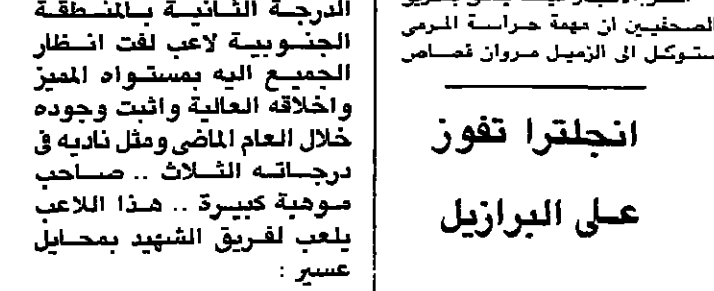 الصحفيين ان مهمة حراسة المرمى
ستوكل الى الزميل مروان قصاص
انجلترا تفوز
على البرازيل
الدرجة الثانية بالمنطقة
الجنوبية لاعب لفت انظار
الجميع اليه بمستواه المميز
واخلاقه العالية واثبت وجوده
خلال العام الماضى ومثل ناديه في
درجاته الثلاث .. صاحب
موهبة كبيرة .. هذا اللاعب
يلعب لفريق الشهيد بمحايل
عسير :